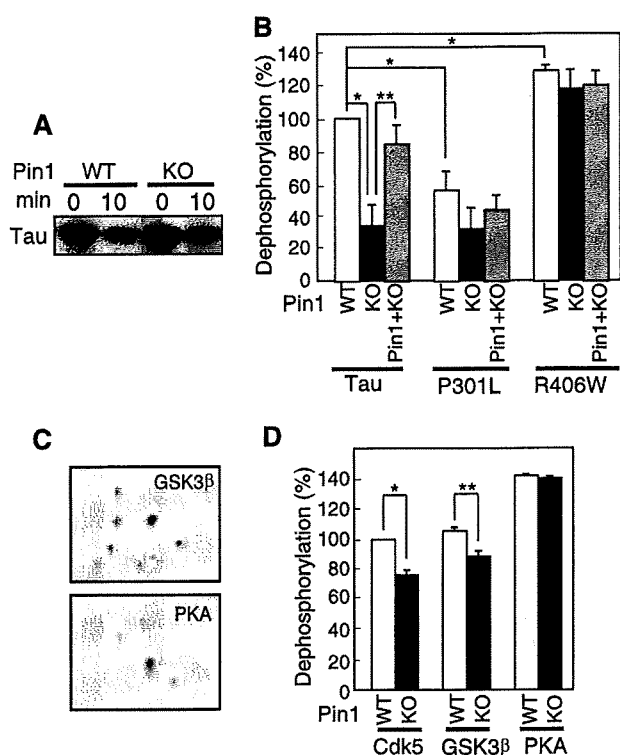 A
Pin1 WT KO
min 0 10 0 10
Tau
B
Dephosphorylation (%)
140
120
100
80
60
40
20
0
* * * **
Pin1 WT KO Pin1+KO WT KO Pin1+KO WT KO Pin1+KO
Tau P301L R406W
C
GSK3β
PKA
D
Dephosphorylation (%)
140
120
100
80
60
40
20
0
* **
Pin1 WT KO WT KO WT KO
Cdk5 GSK3β PKA